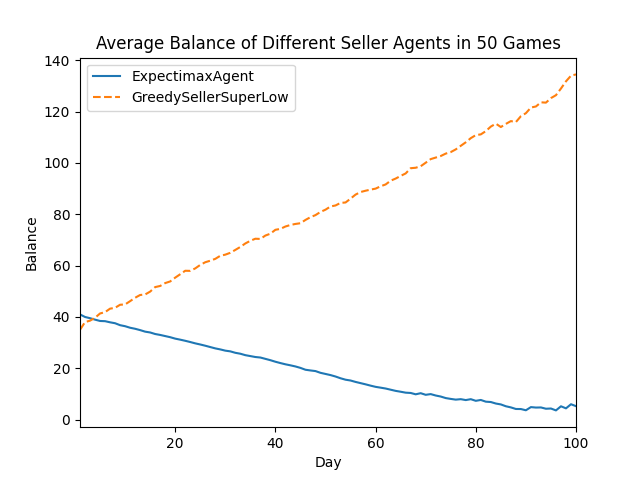 Average Balance of Different Seller Agents in 50 Games
140
ExpectimaxAgent
GreedySellerSuperLow
120
100
80
60
40
20
0
Balance
20 40 60 80 100
Day